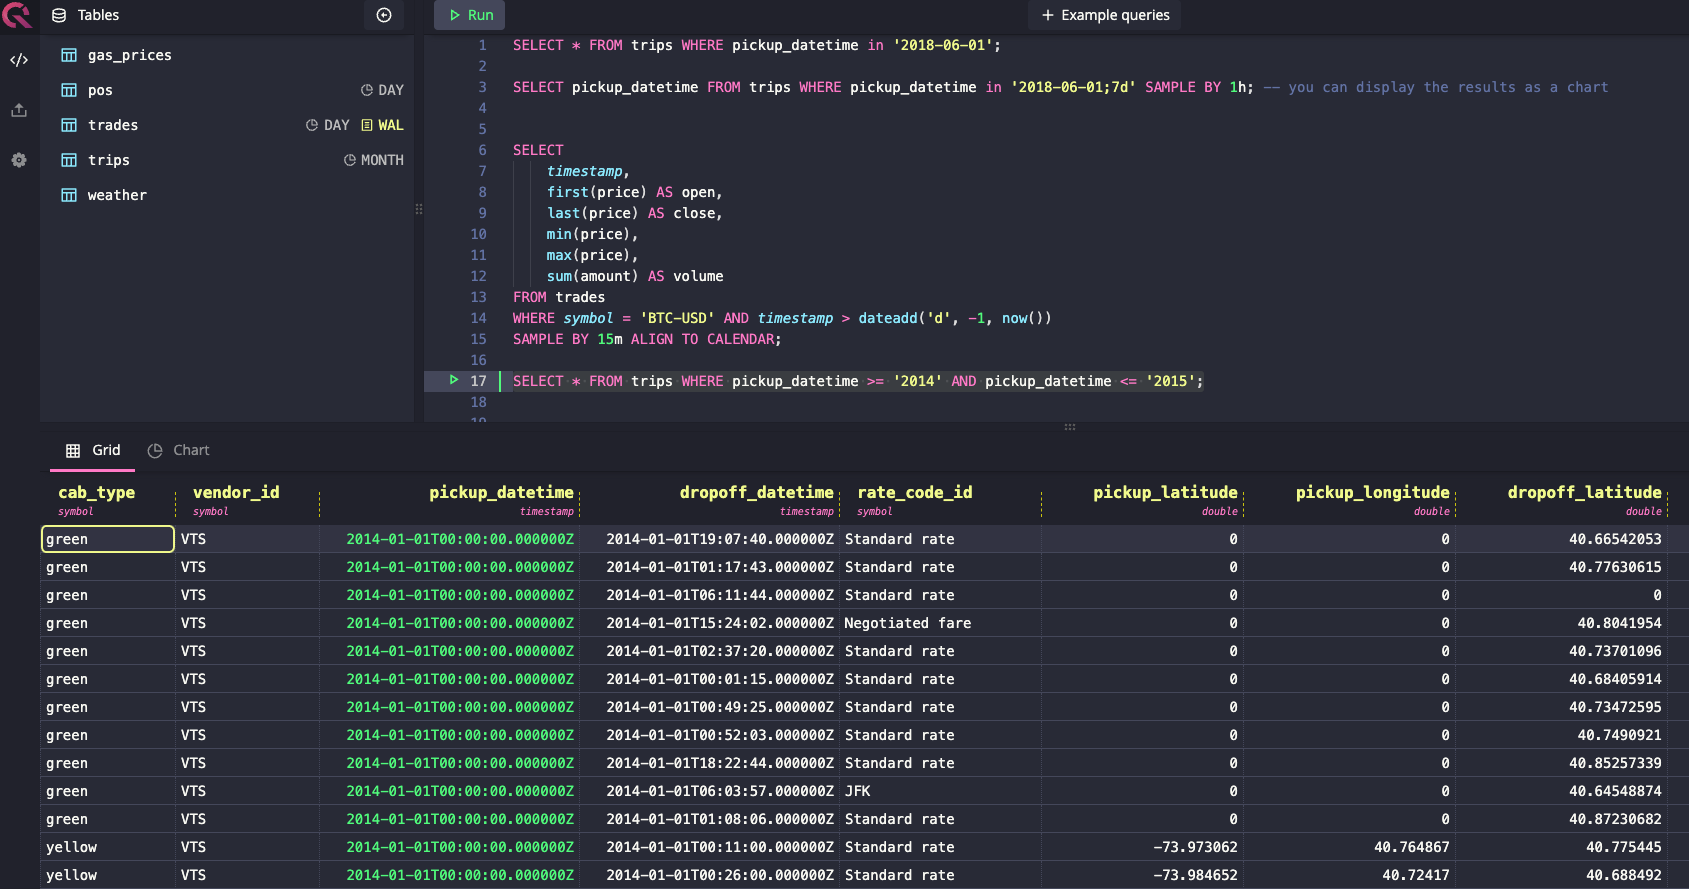 Tables
Run
Example queries
gas_prices
pos DAY
trades DAY WAL
trips MONTH
weather
1 SELECT * FROM trips WHERE pickup_datetime in '2018-06-01';
2
3 SELECT pickup_datetime FROM trips WHERE pickup_datetime in '2018-06-01;7d' SAMPLE BY 1h; -- you can display the results as a chart
4
5
6 SELECT
7 timestamp,
8 first(price) AS open,
9 last(price) AS close,
10 min(price),
11 max(price),
12 sum(amount) AS volume
13 FROM trades
14 WHERE symbol = 'BTC-USD' AND timestamp > dateadd('d', -1, now())
15 SAMPLE BY 15m ALIGN TO CALENDAR;
16
17 SELECT * FROM trips WHERE pickup_datetime >= '2014' AND pickup_datetime <= '2015';
18
19
Grid Chart
cab_type vendor_id pickup_datetime dropoff_datetime rate_code_id pickup_latitude pickup_longitude dropoff_latitude
symbol symbol timestamp timestamp symbol double double double
green VTS 2014-01-01T00:00:00.000000Z 2014-01-01T19:07:40.000000Z Standard rate 0 0 40.66542053
green VTS 2014-01-01T00:00:00.000000Z 2014-01-01T01:17:43.000000Z Standard rate 0 0 40.77630615
green VTS 2014-01-01T00:00:00.000000Z 2014-01-01T06:11:44.000000Z Standard rate 0 0 0
green VTS 2014-01-01T00:00:00.000000Z 2014-01-01T15:24:02.000000Z Negotiated fare 0 0 40.8041954
green VTS 2014-01-01T00:00:00.000000Z 2014-01-01T02:37:20.000000Z Standard rate 0 0 40.73701096
green VTS 2014-01-01T00:00:00.000000Z 2014-01-01T00:01:15.000000Z Standard rate 0 0 40.68405914
green VTS 2014-01-01T00:00:00.000000Z 2014-01-01T00:49:25.000000Z Standard rate 0 0 40.73472595
green VTS 2014-01-01T00:00:00.000000Z 2014-01-01T00:52:03.000000Z Standard rate 0 0 40.7490921
green VTS 2014-01-01T00:00:00.000000Z 2014-01-01T18:22:44.000000Z Standard rate 0 0 40.85257339
green VTS 2014-01-01T00:00:00.000000Z 2014-01-01T06:03:57.000000Z JFK 0 0 40.64548874
green VTS 2014-01-01T00:00:00.000000Z 2014-01-01T01:08:06.000000Z Standard rate 0 0 40.87230682
yellow VTS 2014-01-01T00:00:00.000000Z 2014-01-01T00:11:00.000000Z Standard rate -73.973062 40.764867 40.775445
yellow VTS 2014-01-01T00:00:00.000000Z 2014-01-01T00:26:00.000000Z Standard rate -73.984652 40.72417 40.688492